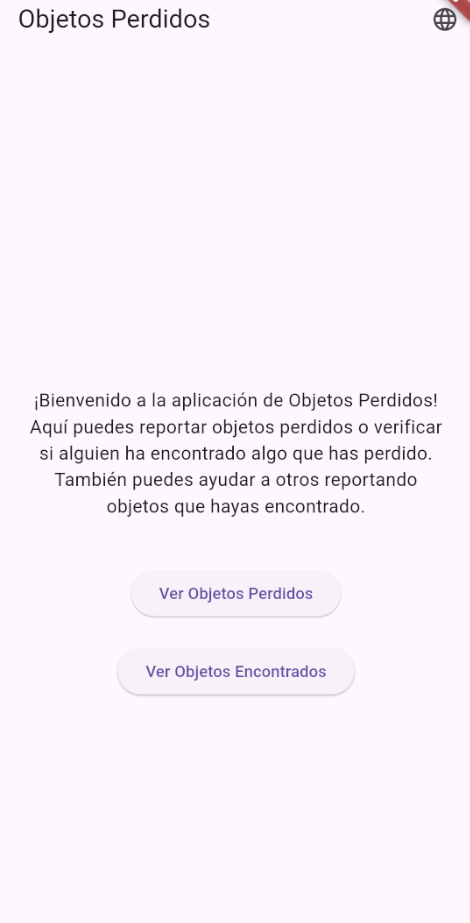 Objetos Perdidos
¡Bienvenido a la aplicación de Objetos Perdidos!
Aquí puedes reportar objetos perdidos o verificar
si alguien ha encontrado algo que has perdido.
También puedes ayudar a otros reportando
objetos que hayas encontrado.
Ver Objetos Perdidos
Ver Objetos Encontrados